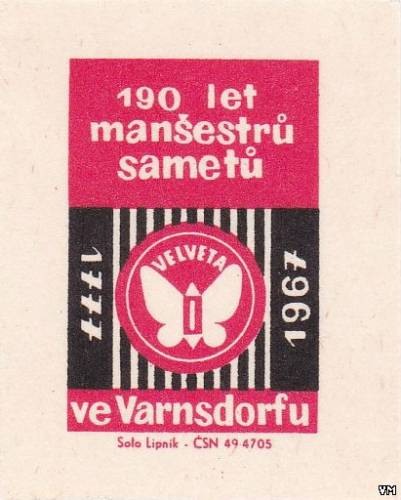 190 let
manšestrů
sametů
1777
VELVETA
1967
ve Varnsdorfu
Solo Lipník - ČSN 49 4705
VM